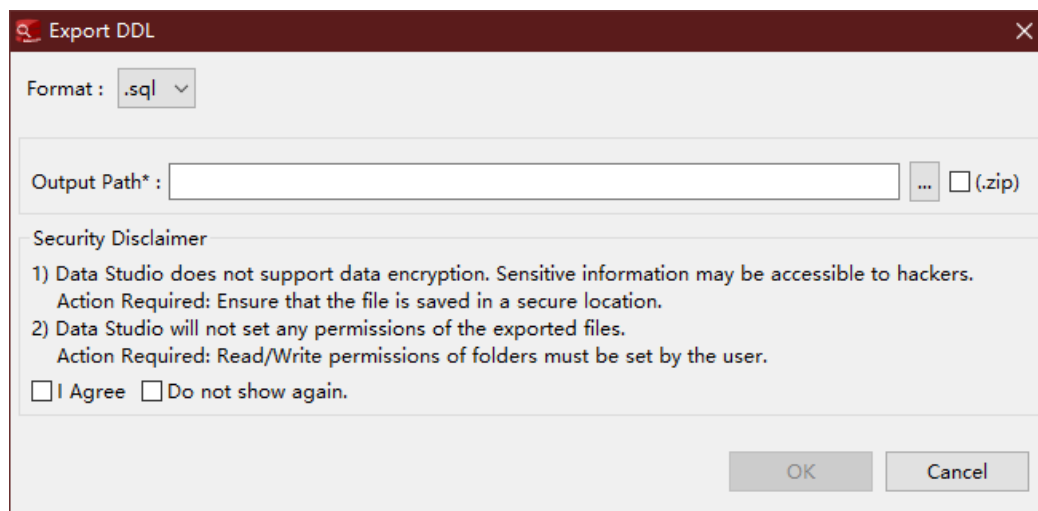 Export DDL
Format : .sql
Output Path* : ... (.zip)
Security Disclaimer
1) Data Studio does not support data encryption. Sensitive information may be accessible to hackers.
Action Required: Ensure that the file is saved in a secure location.
2) Data Studio will not set any permissions of the exported files.
Action Required: Read/Write permissions of folders must be set by the user.
I Agree Do not show again.
OK Cancel